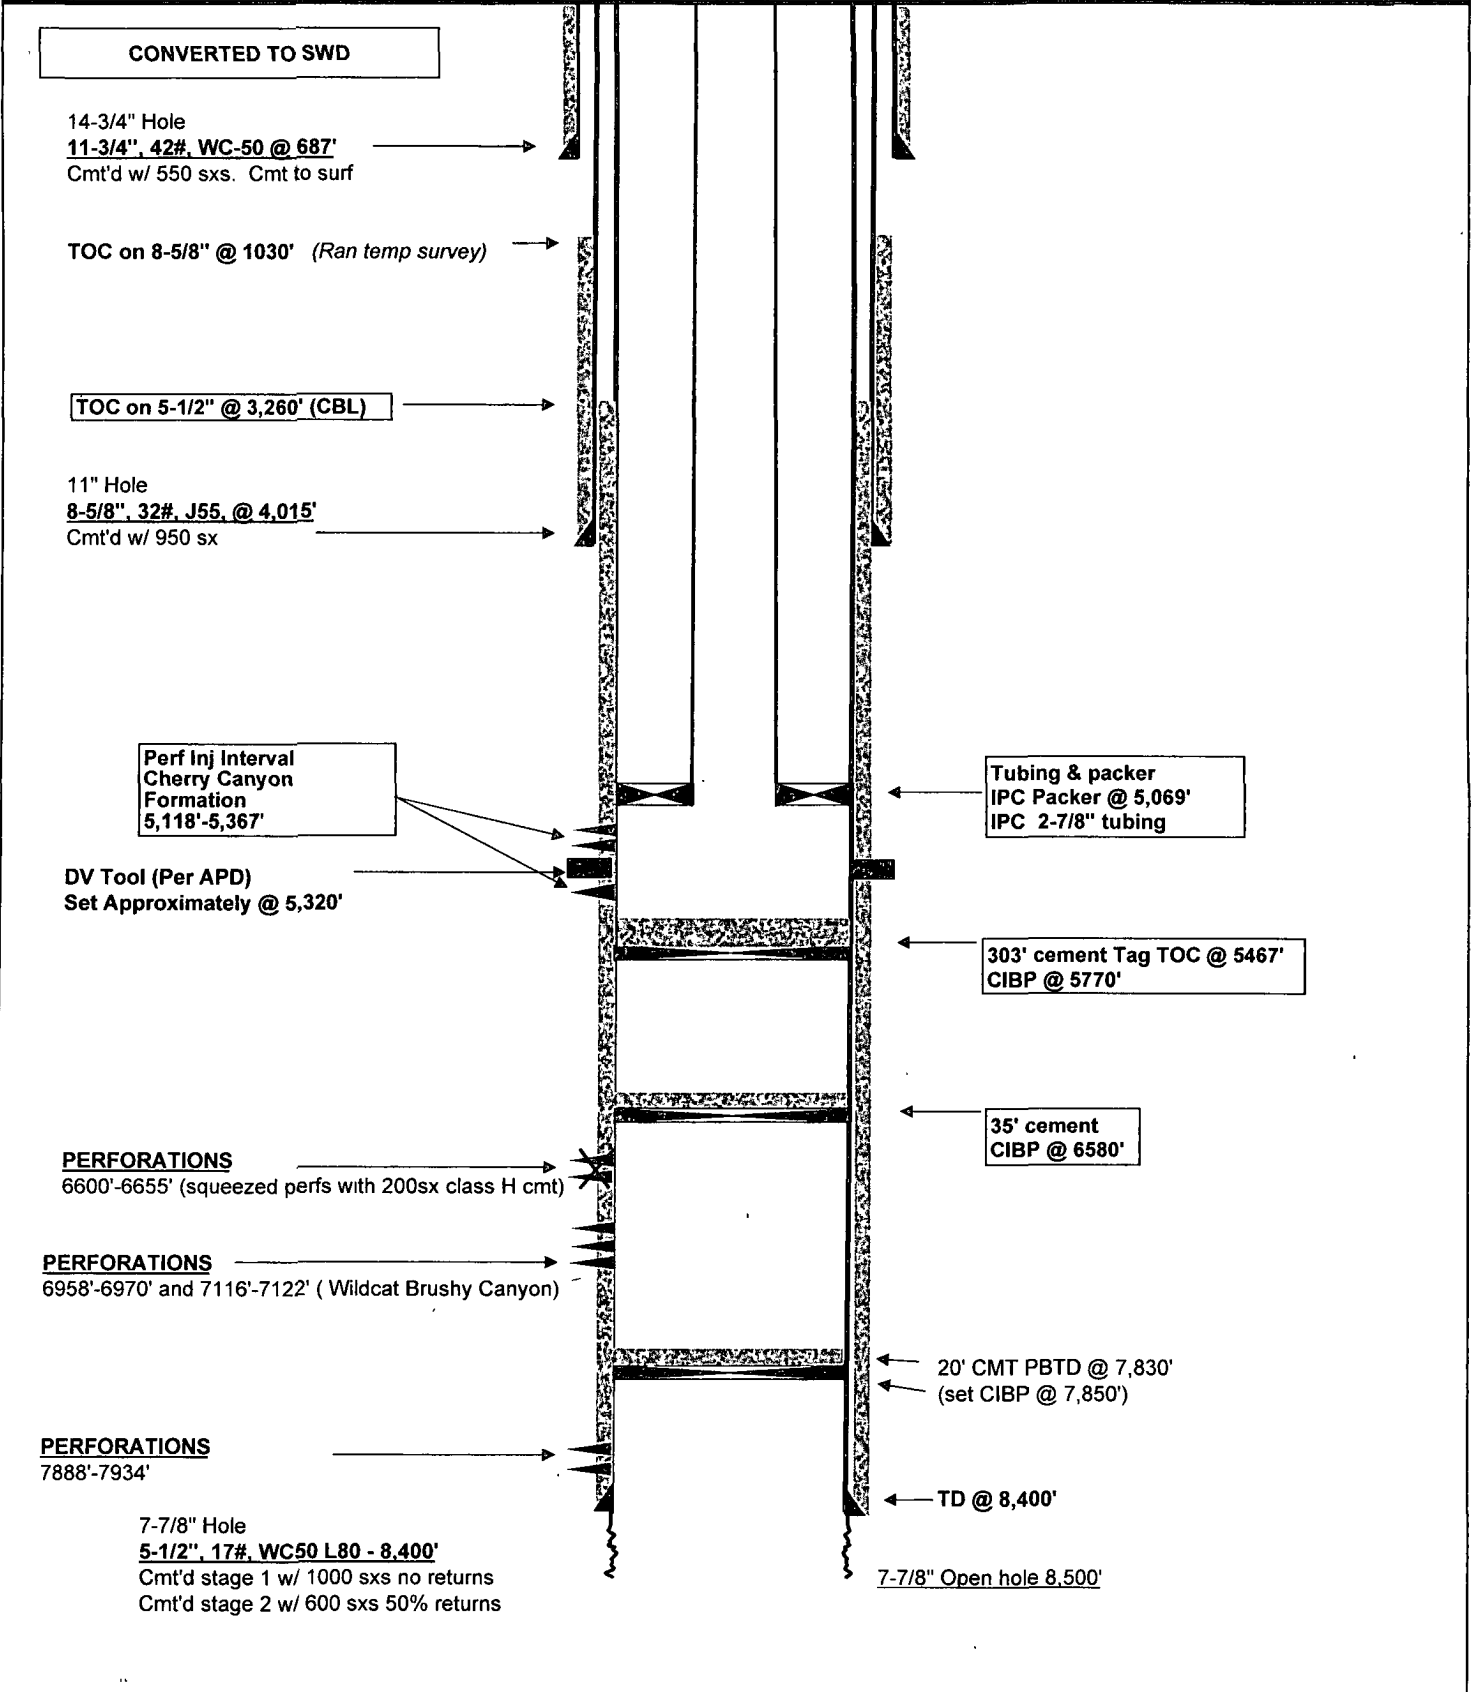 CONVERTED TO SWD
14-3/4" Hole
11-3/4", 42#, WC-50 @ 687'
Cmt'd w/ 550 sxs. Cmt to surf
TOC on 8-5/8" @ 1030' (Ran temp survey)
TOC on 5-1/2" @ 3,260' (CBL)
11" Hole
8-5/8", 32#, J55, @ 4,015'
Cmt'd w/ 950 sx
Perf Inj Interval
Cherry Canyon
Formation
5,118'-5,367'
Tubing & packer
IPC Packer @ 5,069'
IPC 2-7/8" tubing
DV Tool (Per APD)
Set Approximately @ 5,320'
303' cement Tag TOC @ 5467'
CIBP @ 5770'
35' cement
CIBP @ 6580'
PERFORATIONS
6600'-6655' (squeezed perfs with 200sx class H cmt)
PERFORATIONS
6958'-6970' and 7116'-7122' ( Wildcat Brushy Canyon)
20' CMT PBTD @ 7,830'
(set CIBP @ 7,850')
PERFORATIONS
7888'-7934'
TD @ 8,400'
7-7/8" Hole
5-1/2", 17#, WC50 L80 - 8,400'
Cmt'd stage 1 w/ 1000 sxs no returns
Cmt'd stage 2 w/ 600 sxs 50% returns
7-7/8" Open hole 8,500'